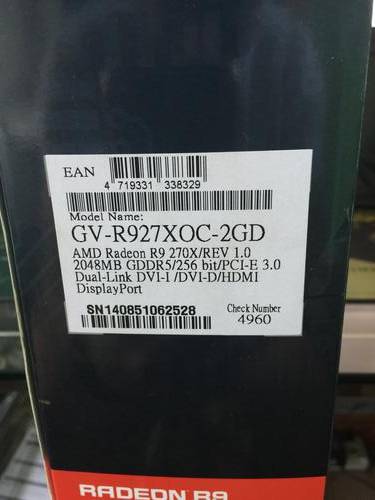 EAN
4 719331 338329
Model Name:
GV-R927XOC-2GD
AMD Radeon R9 270X/REV 1.0
2048MB GDDR5/256 bit/PCI-E 3.0
Dual-Link DVI-I /DVI-D/HDMI
DisplayPort
SN140851062528
Check Number
4960
RADEON R9